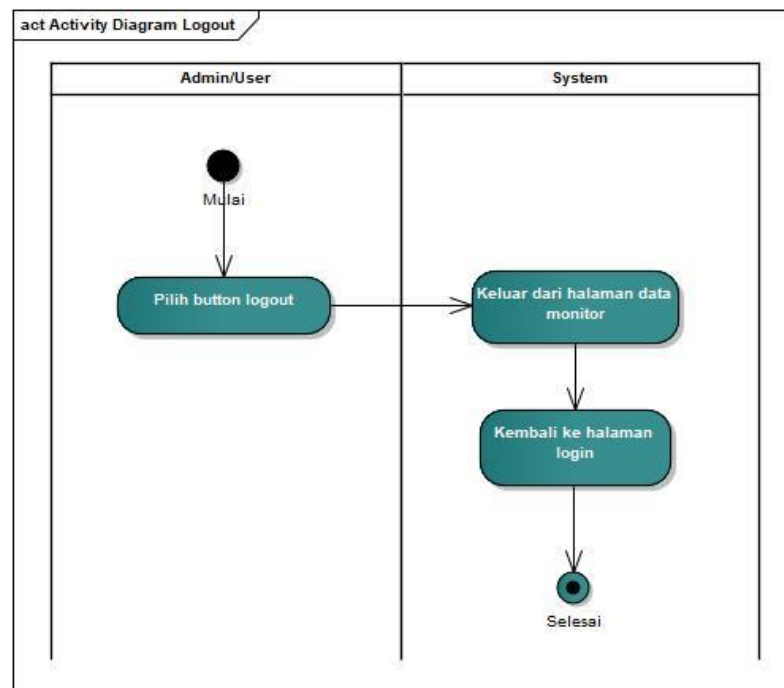 act Activity Diagram Logout
Admin/User
System
Mulai
Pilih button logout
Keluar dari halaman data
monitor
Kembali ke halaman
login
Selesai